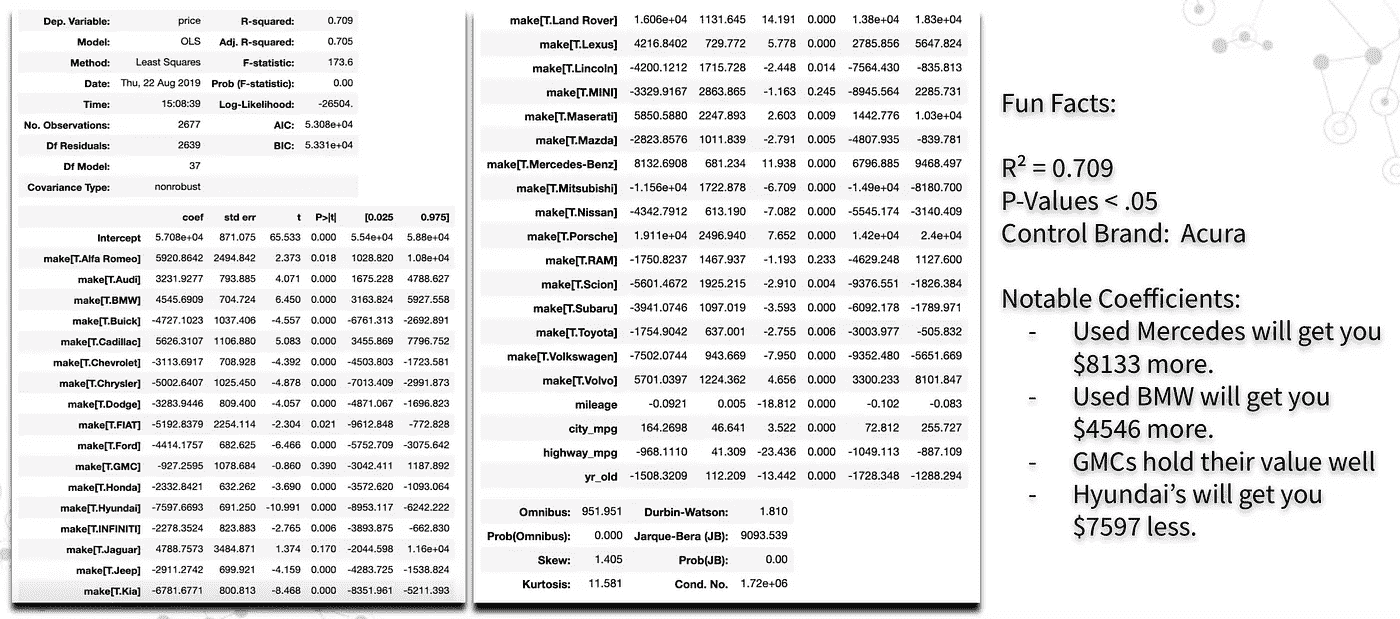 Dep. Variable: price R-squared: 0.709
Model: OLS Adj. R-squared: 0.705
Method: Least Squares F-statistic: 173.6
Date: Thu, 22 Aug 2019 Prob (F-statistic): 0.00
Time: 15:08:39 Log-Likelihood: -26504.
No. Observations: 2677 AIC: 5.308e+04
Df Residuals: 2639 BIC: 5.331e+04
Df Model: 37
Covariance Type: nonrobust
coef std err t P>|t| [0.025 0.975]
Intercept 5.708e+04 871.075 65.533 0.000 5.54e+04 5.88e+04
make[T.Alfa Romeo] 5920.8642 2494.842 2.373 0.018 1028.820 1.08e+04
make[T.Audi] 3231.9277 793.885 4.071 0.000 1675.228 4788.627
make[T.BMW] 4545.6909 704.724 6.450 0.000 3163.824 5927.558
make[T.Buick] -4727.1023 1037.406 -4.557 0.000 -6761.313 -2692.891
make[T.Cadillac] 5626.3107 1106.880 5.083 0.000 3455.869 7796.752
make[T.Chevrolet] -3113.6917 708.928 -4.392 0.000 -4503.803 -1723.581
make[T.Chrysler] -5002.6407 1025.450 -4.878 0.000 -7013.409 -2991.873
make[T.Dodge] -3283.9446 809.400 -4.057 0.000 -4871.067 -1696.823
make[T.FIAT] -5192.8379 2254.114 -2.304 0.021 -9612.848 -772.828
make[T.Ford] -4414.1757 682.625 -6.466 0.000 -5752.709 -3075.642
make[T.GMC] -927.2595 1078.684 -0.860 0.390 -3042.411 1187.892
make[T.Honda] -2332.8421 632.262 -3.690 0.000 -3572.620 -1093.064
make[T.Hyundai] -7597.6693 691.250 -10.991 0.000 -8953.117 -6242.222
make[T.INFINITI] -2278.3524 823.883 -2.765 0.006 -3893.875 -662.830
make[T.Jaguar] 4788.7573 3484.871 1.374 0.170 -2044.598 1.16e+04
make[T.Jeep] -2911.2742 699.921 -4.159 0.000 -4283.725 -1538.824
make[T.Kia] -6781.6771 800.813 -8.468 0.000 -8351.961 -5211.393
make[T.Land Rover] 1.606e+04 1131.645 14.191 0.000 1.38e+04 1.83e+04
make[T.Lexus] 4216.8402 729.772 5.778 0.000 2785.856 5647.824
make[T.Lincoln] -4200.1212 1715.728 -2.448 0.014 -7564.430 -835.813
make[T.MINI] -3329.9167 2863.865 -1.163 0.245 -8945.564 2285.731
make[T.Maserati] 5850.5880 2247.893 2.603 0.009 1442.776 1.03e+04
make[T.Mazda] -2823.8576 1011.839 -2.791 0.005 -4807.935 -839.781
make[T.Mercedes-Benz] 8132.6908 681.234 11.938 0.000 6796.885 9468.497
make[T.Mitsubishi] -1.156e+04 1722.878 -6.709 0.000 -1.49e+04 -8180.700
make[T.Nissan] -4342.7912 613.190 -7.082 0.000 -5545.174 -3140.409
make[T.Porsche] 1.911e+04 2496.940 7.652 0.000 1.42e+04 2.4e+04
make[T.RAM] -1750.8237 1467.937 -1.193 0.233 -4629.248 1127.600
make[T.Scion] -5601.4672 1925.215 -2.910 0.004 -9376.551 -1826.384
make[T.Subaru] -3941.0746 1097.019 -3.593 0.000 -6092.178 -1789.971
make[T.Toyota] -1754.9042 637.001 -2.755 0.006 -3003.977 -505.832
make[T.Volkswagen] -7502.0744 943.669 -7.950 0.000 -9352.480 -5651.669
make[T.Volvo] 5701.0397 1224.362 4.656 0.000 3300.233 8101.847
mileage -0.0921 0.005 -18.812 0.000 -0.102 -0.083
city_mpg 164.2698 46.641 3.522 0.000 72.812 255.727
highway_mpg -968.1110 41.309 -23.436 0.000 -1049.113 -887.109
yr_old -1508.3209 112.209 -13.442 0.000 -1728.348 -1288.294
Omnibus: 951.951 Durbin-Watson: 1.810
Prob(Omnibus): 0.000 Jarque-Bera (JB): 9093.539
Skew: 1.405 Prob(JB): 0.00
Kurtosis: 11.581 Cond. No. 1.72e+06
Fun Facts:
R² = 0.709
P-Values < .05
Control Brand: Acura
Notable Coefficients:
- Used Mercedes will get you
$8133 more.
- Used BMW will get you
$4546 more.
- GMCs hold their value well
- Hyundai's will get you
$7597 less.